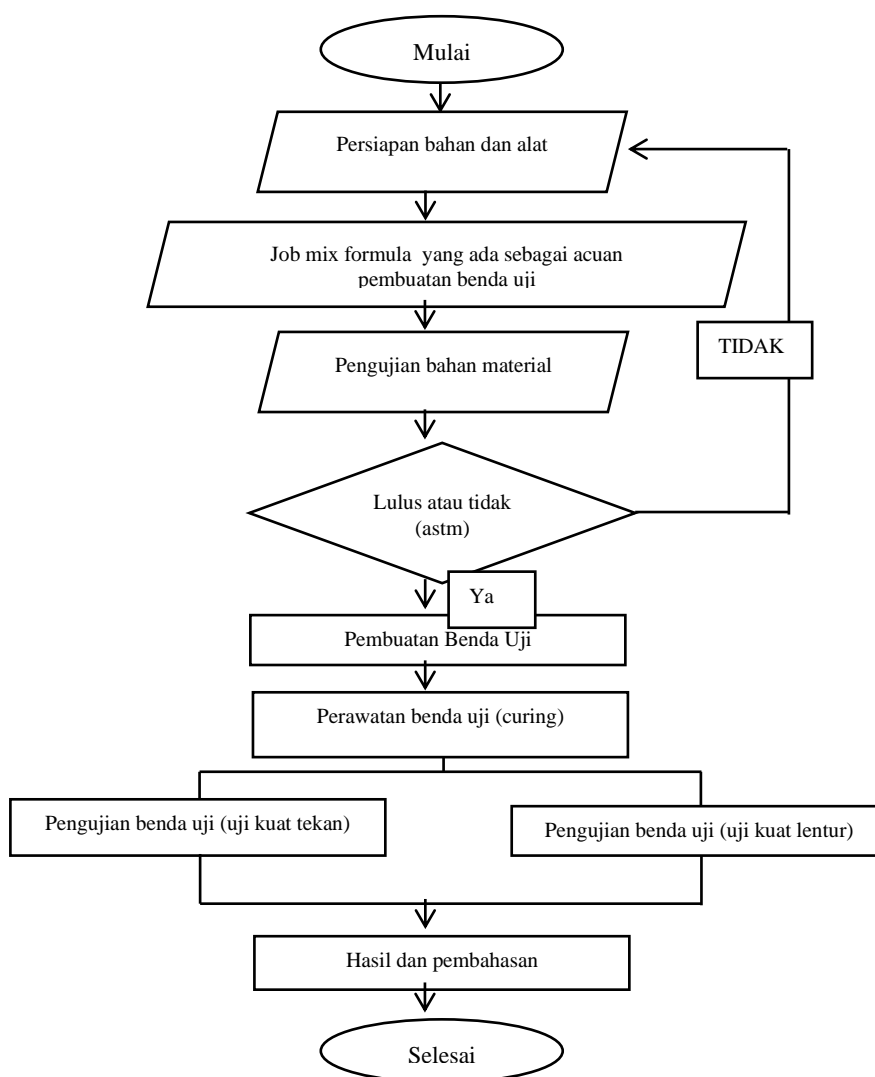 Mulai
Persiapan bahan dan alat
Job mix formula  yang ada sebagai acuan
pembuatan benda uji
TIDAK
Pengujian bahan material
Lulus atau tidak
(astm)
Ya
Pembuatan Benda Uji
Perawatan benda uji (curing)
Pengujian benda uji (uji kuat tekan)
Pengujian benda uji (uji kuat lentur)
Hasil dan pembahasan
Selesai